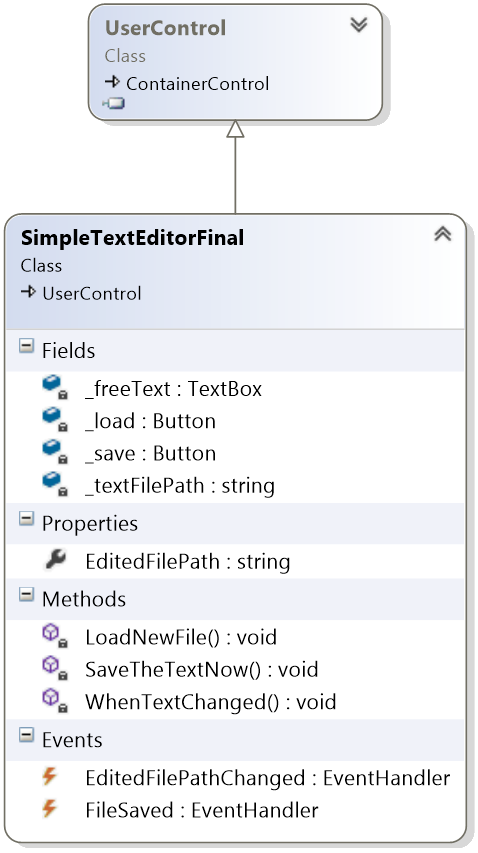 UserControl
Class
ContainerControl
SimpleTextEditorFinal
Class
UserControl
Fields
_freeText : TextBox
_load : Button
_save : Button
_textFilePath : string
Properties
EditedFilePath : string
Methods
LoadNewFile() : void
SaveTheTextNow() : void
WhenTextChanged() : void
Events
EditedFilePathChanged : EventHandler
FileSaved : EventHandler